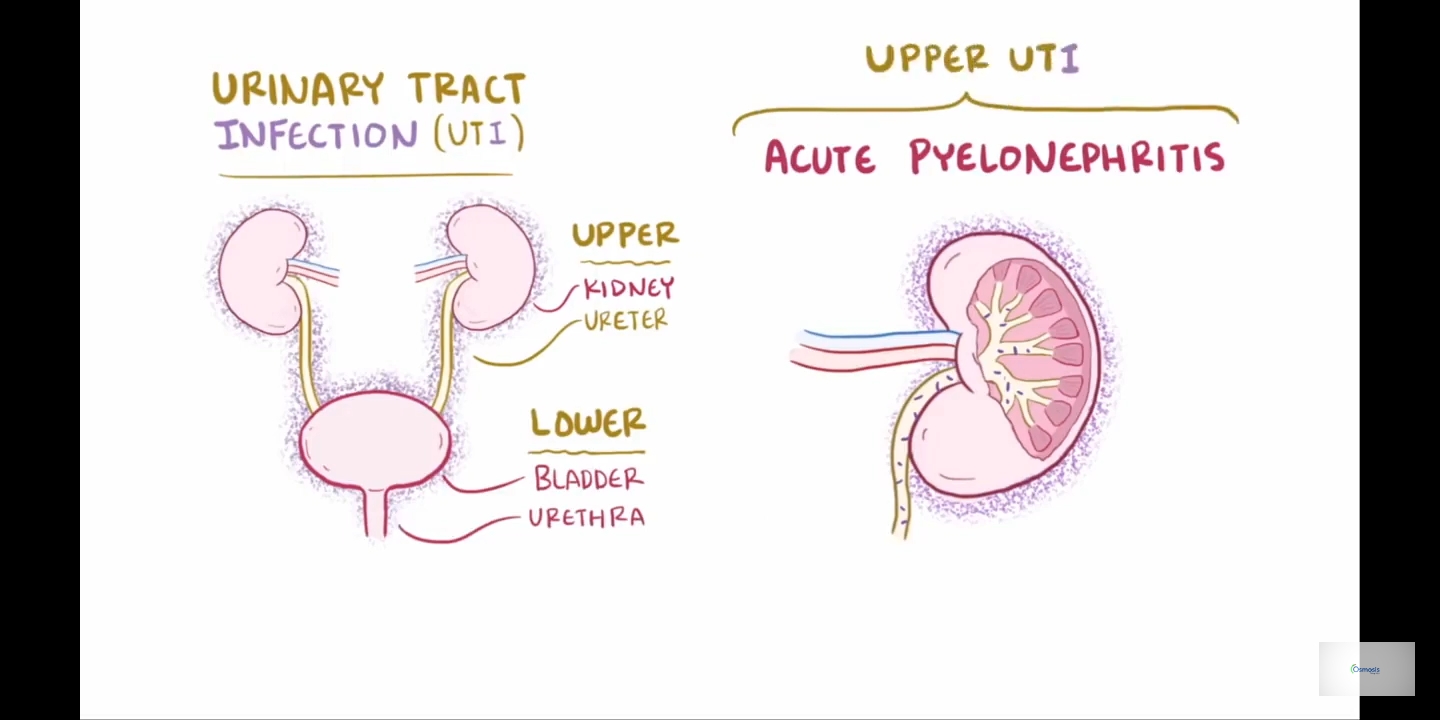 URINARY TRACT
INFECTION (UTI)
UPPER
KIDNEY
URETER
LOWER
BLADDER
URETHRA
UPPER UTI
ACUTE PYELONEPHRITIS
Osmosis